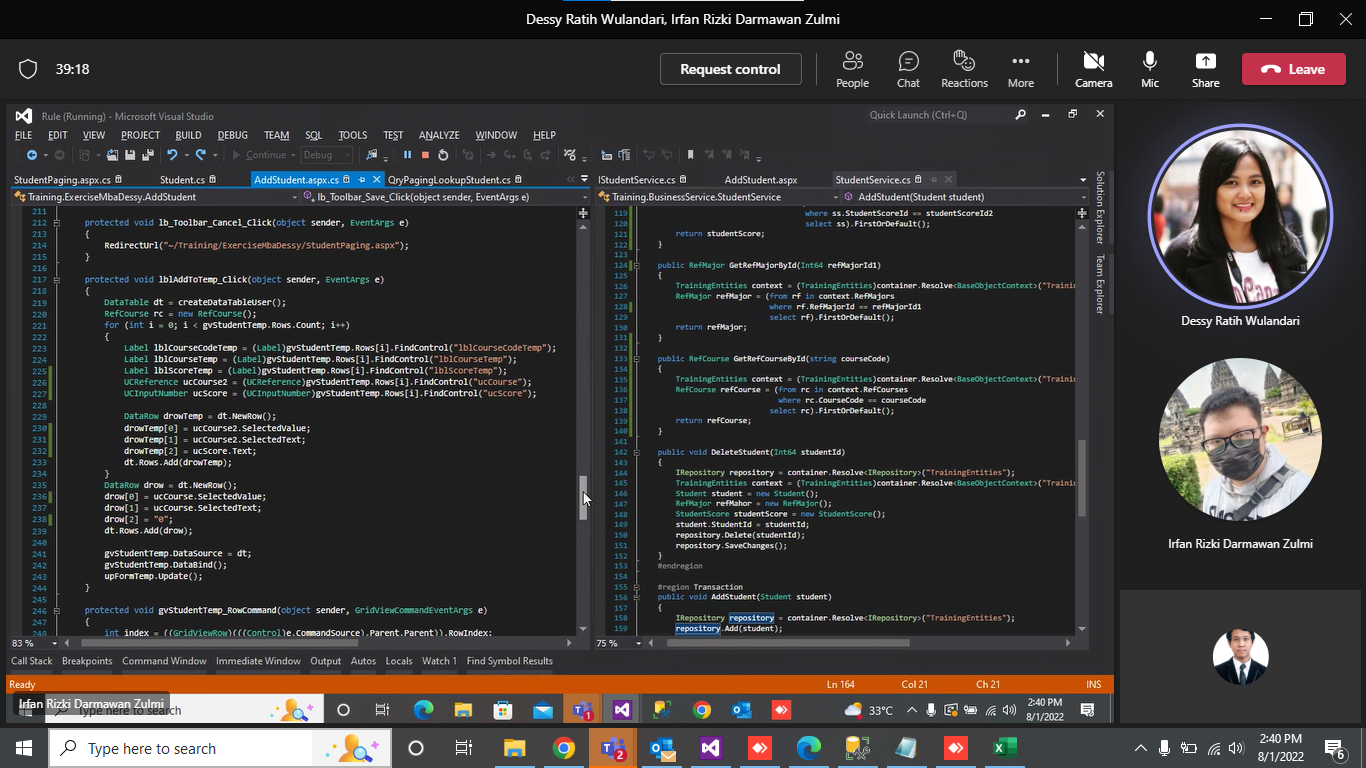 Dessy Ratih Wulandari, Irfan Rizki Darmawan Zulmi
39:18
Request control
People
Chat
Reactions
More
Camera
Mic
Share
Leave
Rule (Running) - Microsoft Visual Studio
Quick Launch (Ctrl+Q)
FILE EDIT VIEW PROJECT BUILD DEBUG TEAM SQL TOOLS TEST ANALYZE WINDOW HELP
Continue
Debug
StudentPaging.aspx.cs
Student.cs
AddStudent.aspx.cs
QryPagingLookupStudent.cs
Training.ExerciseMbaDessy.AddStudent
lb_Toolbar_Save_Click(object sender, EventArgs e)
211
212 protected void lb_Toolbar_Cancel_Click(object sender, EventArgs e)
213 {
214 RedirectUrl("~/Training/ExerciseMbaDessy/StudentPaging.aspx");
215 }
216
217 protected void lblAddToTemp_Click(object sender, EventArgs e)
218 {
219 DataTable dt = createDataTableUser();
220 RefCourse rc = new RefCourse();
221 for (int i = 0; i < gvStudentTemp.Rows.Count; i++)
222 {
223 Label lblCourseCodeTemp = (Label)gvStudentTemp.Rows[i].FindControl("lblCourseCodeTemp");
224 Label lblCourseTemp = (Label)gvStudentTemp.Rows[i].FindControl("lblCourseTemp");
225 Label lblScoreTemp = (Label)gvStudentTemp.Rows[i].FindControl("lblScoreTemp");
226 UCReference ucCourse2 = (UCReference)gvStudentTemp.Rows[i].FindControl("ucCourse");
227 UCInputNumber ucScore = (UCInputNumber)gvStudentTemp.Rows[i].FindControl("ucScore");
228
229 DataRow drowTemp = dt.NewRow();
230 drowTemp[0] = ucCourse2.SelectedValue;
231 drowTemp[1] = ucCourse2.SelectedText;
232 drowTemp[2] = ucScore.Text;
233 dt.Rows.Add(drowTemp);
234 }
235 DataRow drow = dt.NewRow();
236 drow[0] = ucCourse.SelectedValue;
237 drow[1] = ucCourse.SelectedText;
238 drow[2] = "0";
239 dt.Rows.Add(drow);
240
241 gvStudentTemp.DataSource = dt;
242 gvStudentTemp.DataBind();
243 upFormTemp.Update();
244 }
245
246 protected void gvStudentTemp_RowCommand(object sender, GridViewCommandEventArgs e)
247 {
248 int index = ((GridViewRow)(((Control)e.CommandSource).Parent.Parent)).RowIndex;
83 %
IStudentService.cs
AddStudent.aspx
StudentService.cs
Training.BusinessService.StudentService
AddStudent(Student student)
119 where ss.StudentScoreId == studentScoreId2
120 select ss).FirstOrDefault();
121 return studentScore;
122 }
123
124 public RefMajor GetRefMajorById(Int64 refMajorId1)
125 {
126 TrainingEntities context = (TrainingEntities)container.Resolve<BaseObjectContext>("Training
127 RefMajor refMajor = (from rf in context.RefMajors
128 where rf.RefMajorId == refMajorId1
129 select rf).FirstOrDefault();
130 return refMajor;
131 }
132
133 public RefCourse GetRefCourseById(string courseCode)
134 {
135 TrainingEntities context = (TrainingEntities)container.Resolve<BaseObjectContext>("Training
136 RefCourse refCourse = (from rc in context.RefCourses
137 where rc.CourseCode == courseCode
138 select rc).FirstOrDefault();
139 return refCourse;
140 }
141
142 public void DeleteStudent(Int64 studentId)
143 {
144 IRepository repository = container.Resolve<IRepository>("TrainingEntities");
145 TrainingEntities context = (TrainingEntities)container.Resolve<BaseObjectContext>("Training
146 Student student = new Student();
147 RefMajor refMahor = new RefMajor();
148 StudentScore studentScore = new StudentScore();
149 student.StudentId = studentId;
150 repository.Delete(studentId);
151 repository.SaveChanges();
152 }
153 #endregion
154
155 #region Transaction
156 public void AddStudent(Student student)
157 {
158 IRepository repository = container.Resolve<IRepository>("TrainingEntities");
159 repository.Add(student);
75 %
Solution Explorer
Team Explorer
Call Stack Breakpoints Command Window Immediate Window Output Autos Locals Watch 1 Find Symbol Results
Ready
Ln 164
Col 21
Ch 21
INS
Irfan Rizki Darmawan Zulmi
Type here to search
1
33°C
2:40 PM
8/1/2022
Dessy Ratih Wulandari
Irfan Rizki Darmawan Zulmi
Type here to search
2
2:40 PM
8/1/2022
6